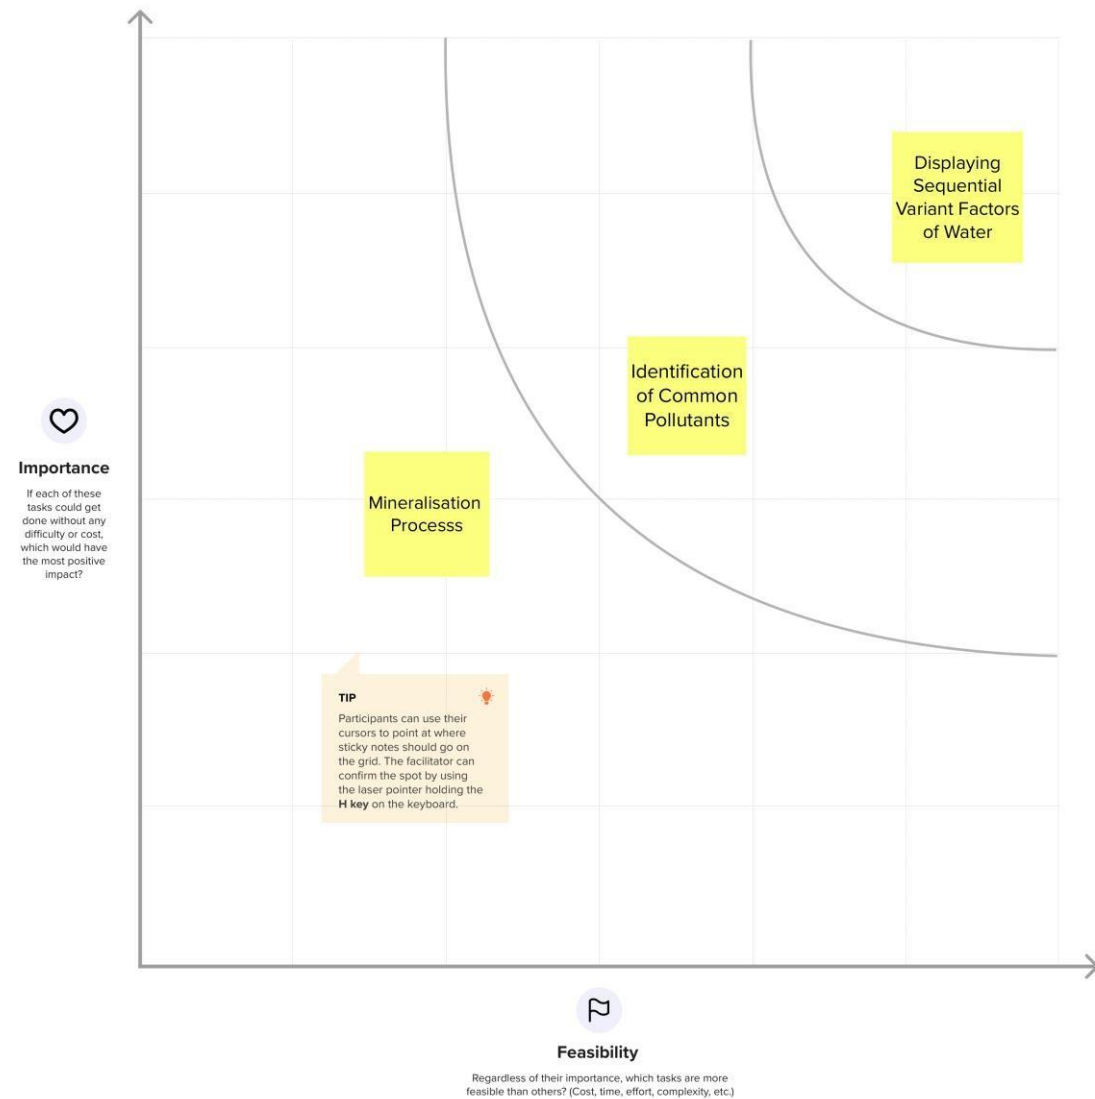 Displaying
Sequential
Variant Factors
of Water
Identification
of Common
Pollutants
Mineralisation
Processs
Importance
If each of these
tasks could get
done without any
difficulty or cost,
which would have
the most positive
impact?
TIP
Participants can use their
cursors to point at where
sticky notes should go on
the grid. The facilitator can
confirm the spot by using
the laser pointer holding the
H key on the keyboard.
Feasibility
Regardless of their importance, which tasks are more
feasible than others? (Cost, time, effort, complexity, etc.)